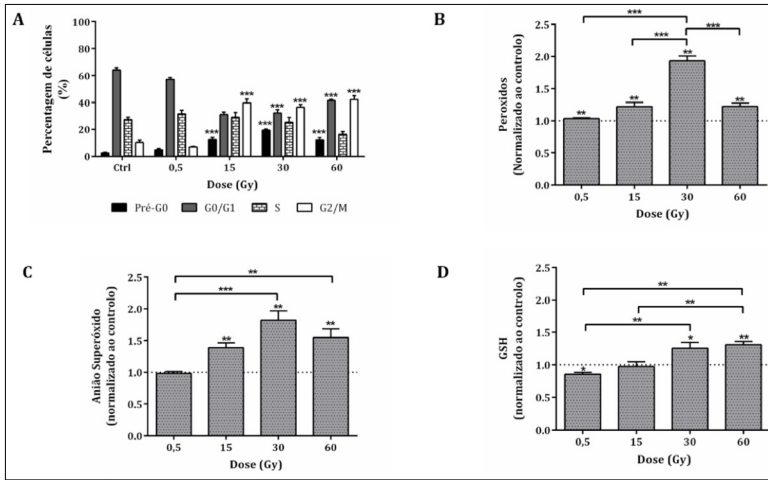 A
Percentagem de células
(%)
100
80
60
40
20
0
*** *** *** *** *** ***
Ctrl 0,5 15 30 60
Dose (Gy)
Pré-G0 G0/G1 S G2/M
B
Peroxidos
(Normalizado ao controlo)
2.5
2.0
1.5
1.0
0.5
0.0
***
*** ***
** ** ** **
0,5 15 30 60
Dose (Gy)
C
Anião Superóxido
(normalizado ao controlo)
2.5
2.0
1.5
1.0
0.5
0.0
**
***
** ** **
0,5 15 30 60
Dose (Gy)
D
GSH
(normalizado ao controlo)
2.5
2.0
1.5
1.0
0.5
0.0
**
**
**
* * **
0,5 15 30 60
Dose (Gy)